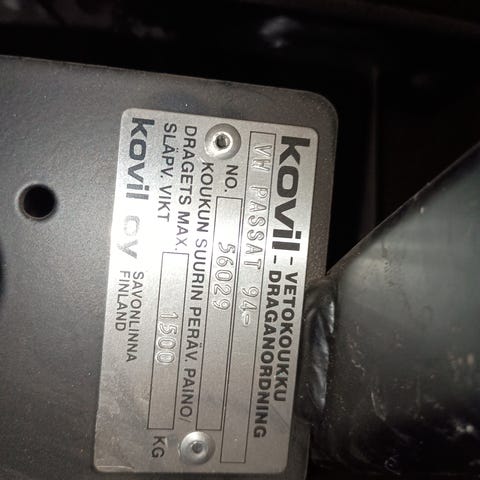 kovil - VETOKOUKKU
- DRAGANORDNING
VW PASSAT 94-
NO. 56029
KOUKUN SUURIN PERÄV. PAINO/
DRAGETS MAX.
SLÄPV. VIKT 1500 KG
kovil oy SAVONLINNA
FINLAND